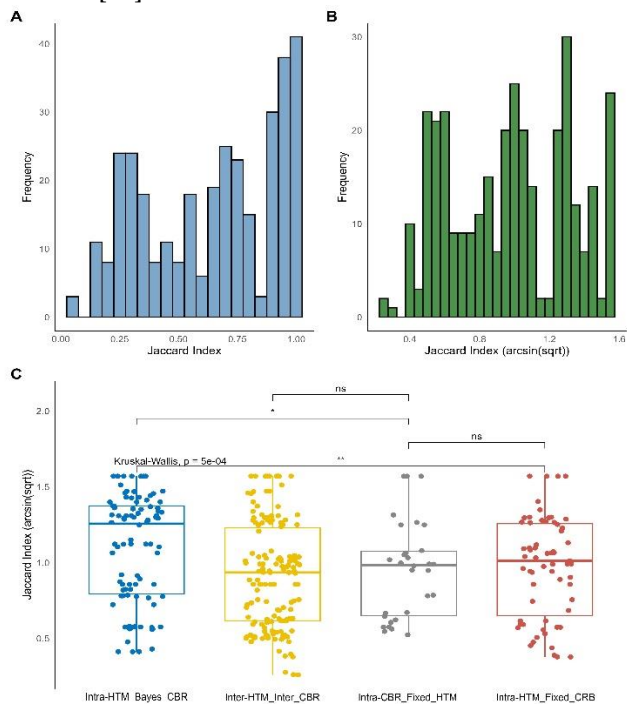 A
40
30
20
10
0
Frequency
0.00 0.25 0.50 0.75 1.00
Jaccard Index
B
30
20
10
0
Frequency
0.4 0.8 1.2 1.6
Jaccard Index (arcsin(sqrt))
C
ns
2.0
*
ns
Kruskal-Wallis, p = 5e-04
**
1.5
1.0
0.5
Jaccard Index (arcsin(sqrt))
Intra-HTM_Bayes_CBR Inter-HTM_Inter_CBR Intra-CBR_Fixed_HTM Intra-HTM_Fixed_CRB